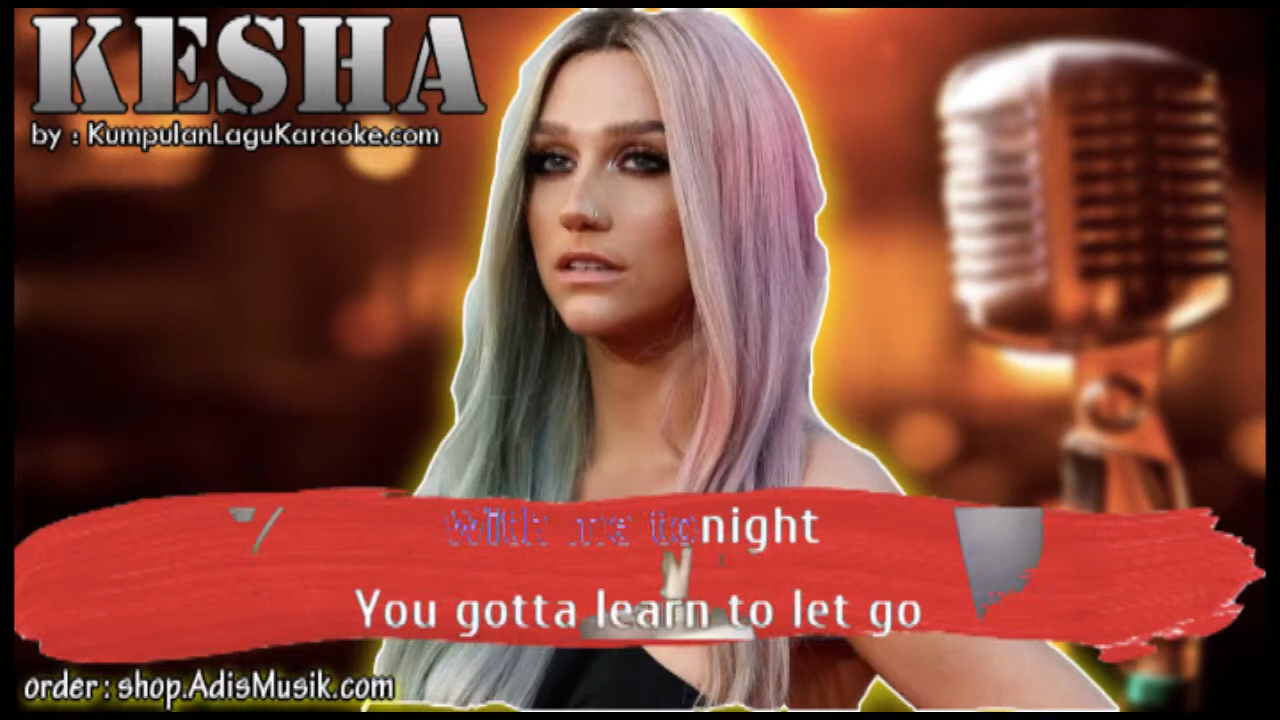 KESHA
by : KumpulanLaguKaraoke.com
With me tonight
You gotta learn to let go
order : shop.AdisMusik.com